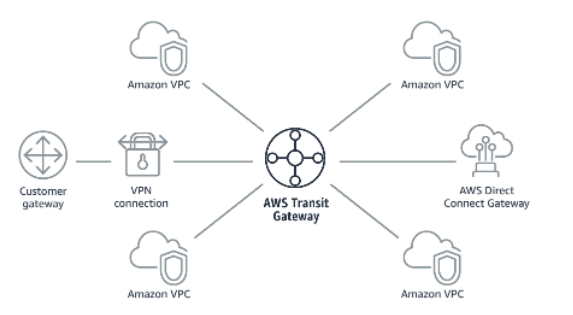 Amazon VPC
Amazon VPC
Customer
gateway
VPN
connection
AWS Transit
Gateway
AWS Direct
Connect Gateway
Amazon VPC
Amazon VPC